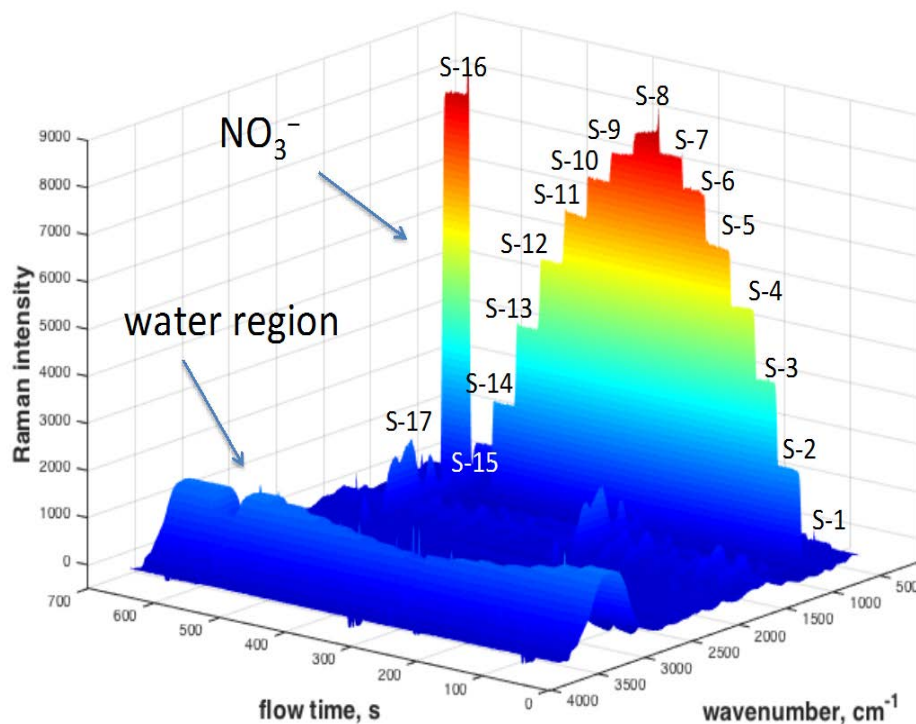 S-16
S-8
S-9
S-7
NO₃⁻
S-10
S-6
S-11
S-5
S-12
S-4
water region
S-13
S-3
S-14
S-17
S-15
S-2
S-1
Raman intensity
9000
8000
7000
6000
5000
4000
3000
2000
1000
0
700
600
500
400
300
200
100
0
flow time, s
4000
3500
3000
2500
2000
1500
1000
500
wavenumber, cm⁻¹